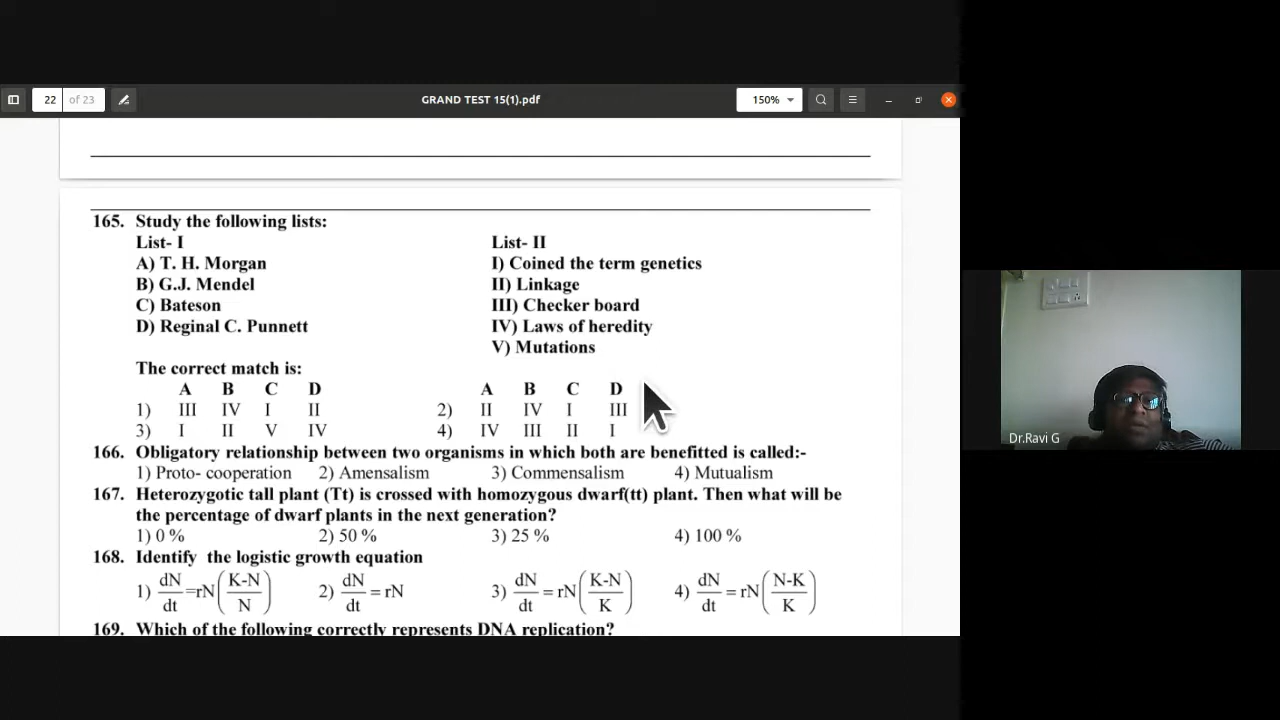 22 of 23
GRAND TEST 15(1).pdf
150%
165. Study the following lists:
List- I List- II
A) T. H. Morgan I) Coined the term genetics
B) G.J. Mendel II) Linkage
C) Bateson III) Checker board
D) Reginal C. Punnett IV) Laws of heredity
V) Mutations
The correct match is:
A B C D A B C D
1) III IV I II 2) II IV I III
3) I II V IV 4) IV III II I
166. Obligatory relationship between two organisms in which both are benefitted is called:-
1) Proto- cooperation 2) Amensalism 3) Commensalism 4) Mutualism
167. Heterozygotic tall plant (Tt) is crossed with homozygous dwarf(tt) plant. Then what will be
the percentage of dwarf plants in the next generation?
1) 0 % 2) 50 % 3) 25 % 4) 100 %
168. Identify the logistic growth equation
1) dN/dt =rN(K-N/N) 2) dN/dt = rN 3) dN/dt = rN(K-N/K) 4) dN/dt = rN(N-K/K)
169. Which of the following correctly represents DNA replication?
Dr.Ravi G